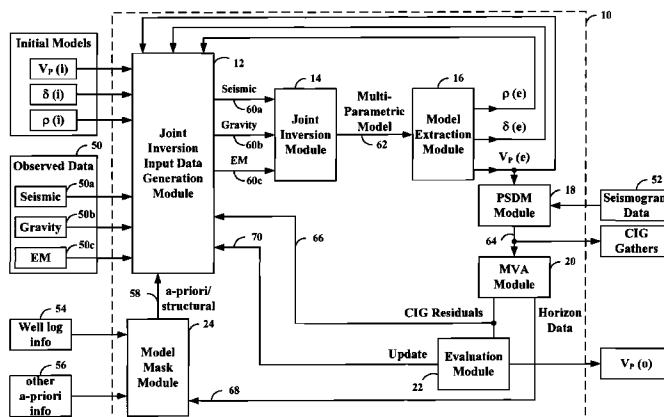 Initial Models
V_P (i)
δ (i)
ρ (i)
50
Observed Data
Seismic
50a
Gravity
50b
EM
50c
54
Well log
info
56
other
a-priori
info
12
Joint
Inversion
Input Data
Generation
Module
Seismic
60a
Gravity
60b
EM
60c
14
Joint
Inversion
Module
Multi-
Parametric
Model
62
16
Model
Extraction
Module
ρ (e)
δ (e)
V_P (e)
10
18
PSDM
Module
52
Seismogram
Data
64
CIG
Gathers
20
MVA
Module
66
70
58
a-priori/
structural
CIG Residuals
Horizon
Data
24
Model
Mask
Module
Update
22
Evaluation
Module
V_P (o)
68